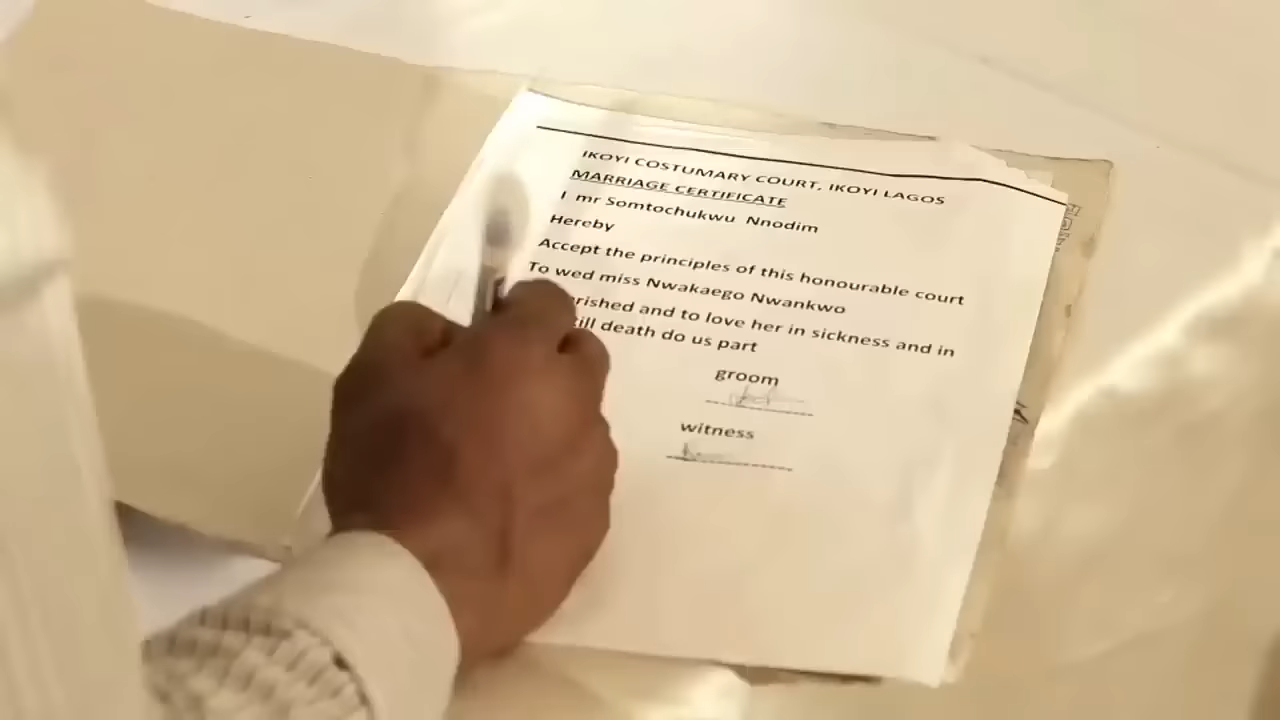 IKOYI COSTUMARY COURT, IKOYI LAGOS
MARRIAGE CERTIFICATE
I mr Somtochukwu Nnodim
Hereby
Accept the principles of this honourable court
To wed miss Nwakaego Nwankwo
and to love her in sickness and in
till death do us part
groom
witness